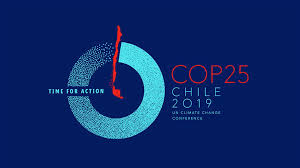 TIME FOR ACTION
COP25
CHILE
2019
UN CLIMATE CHANGE
CONFERENCE